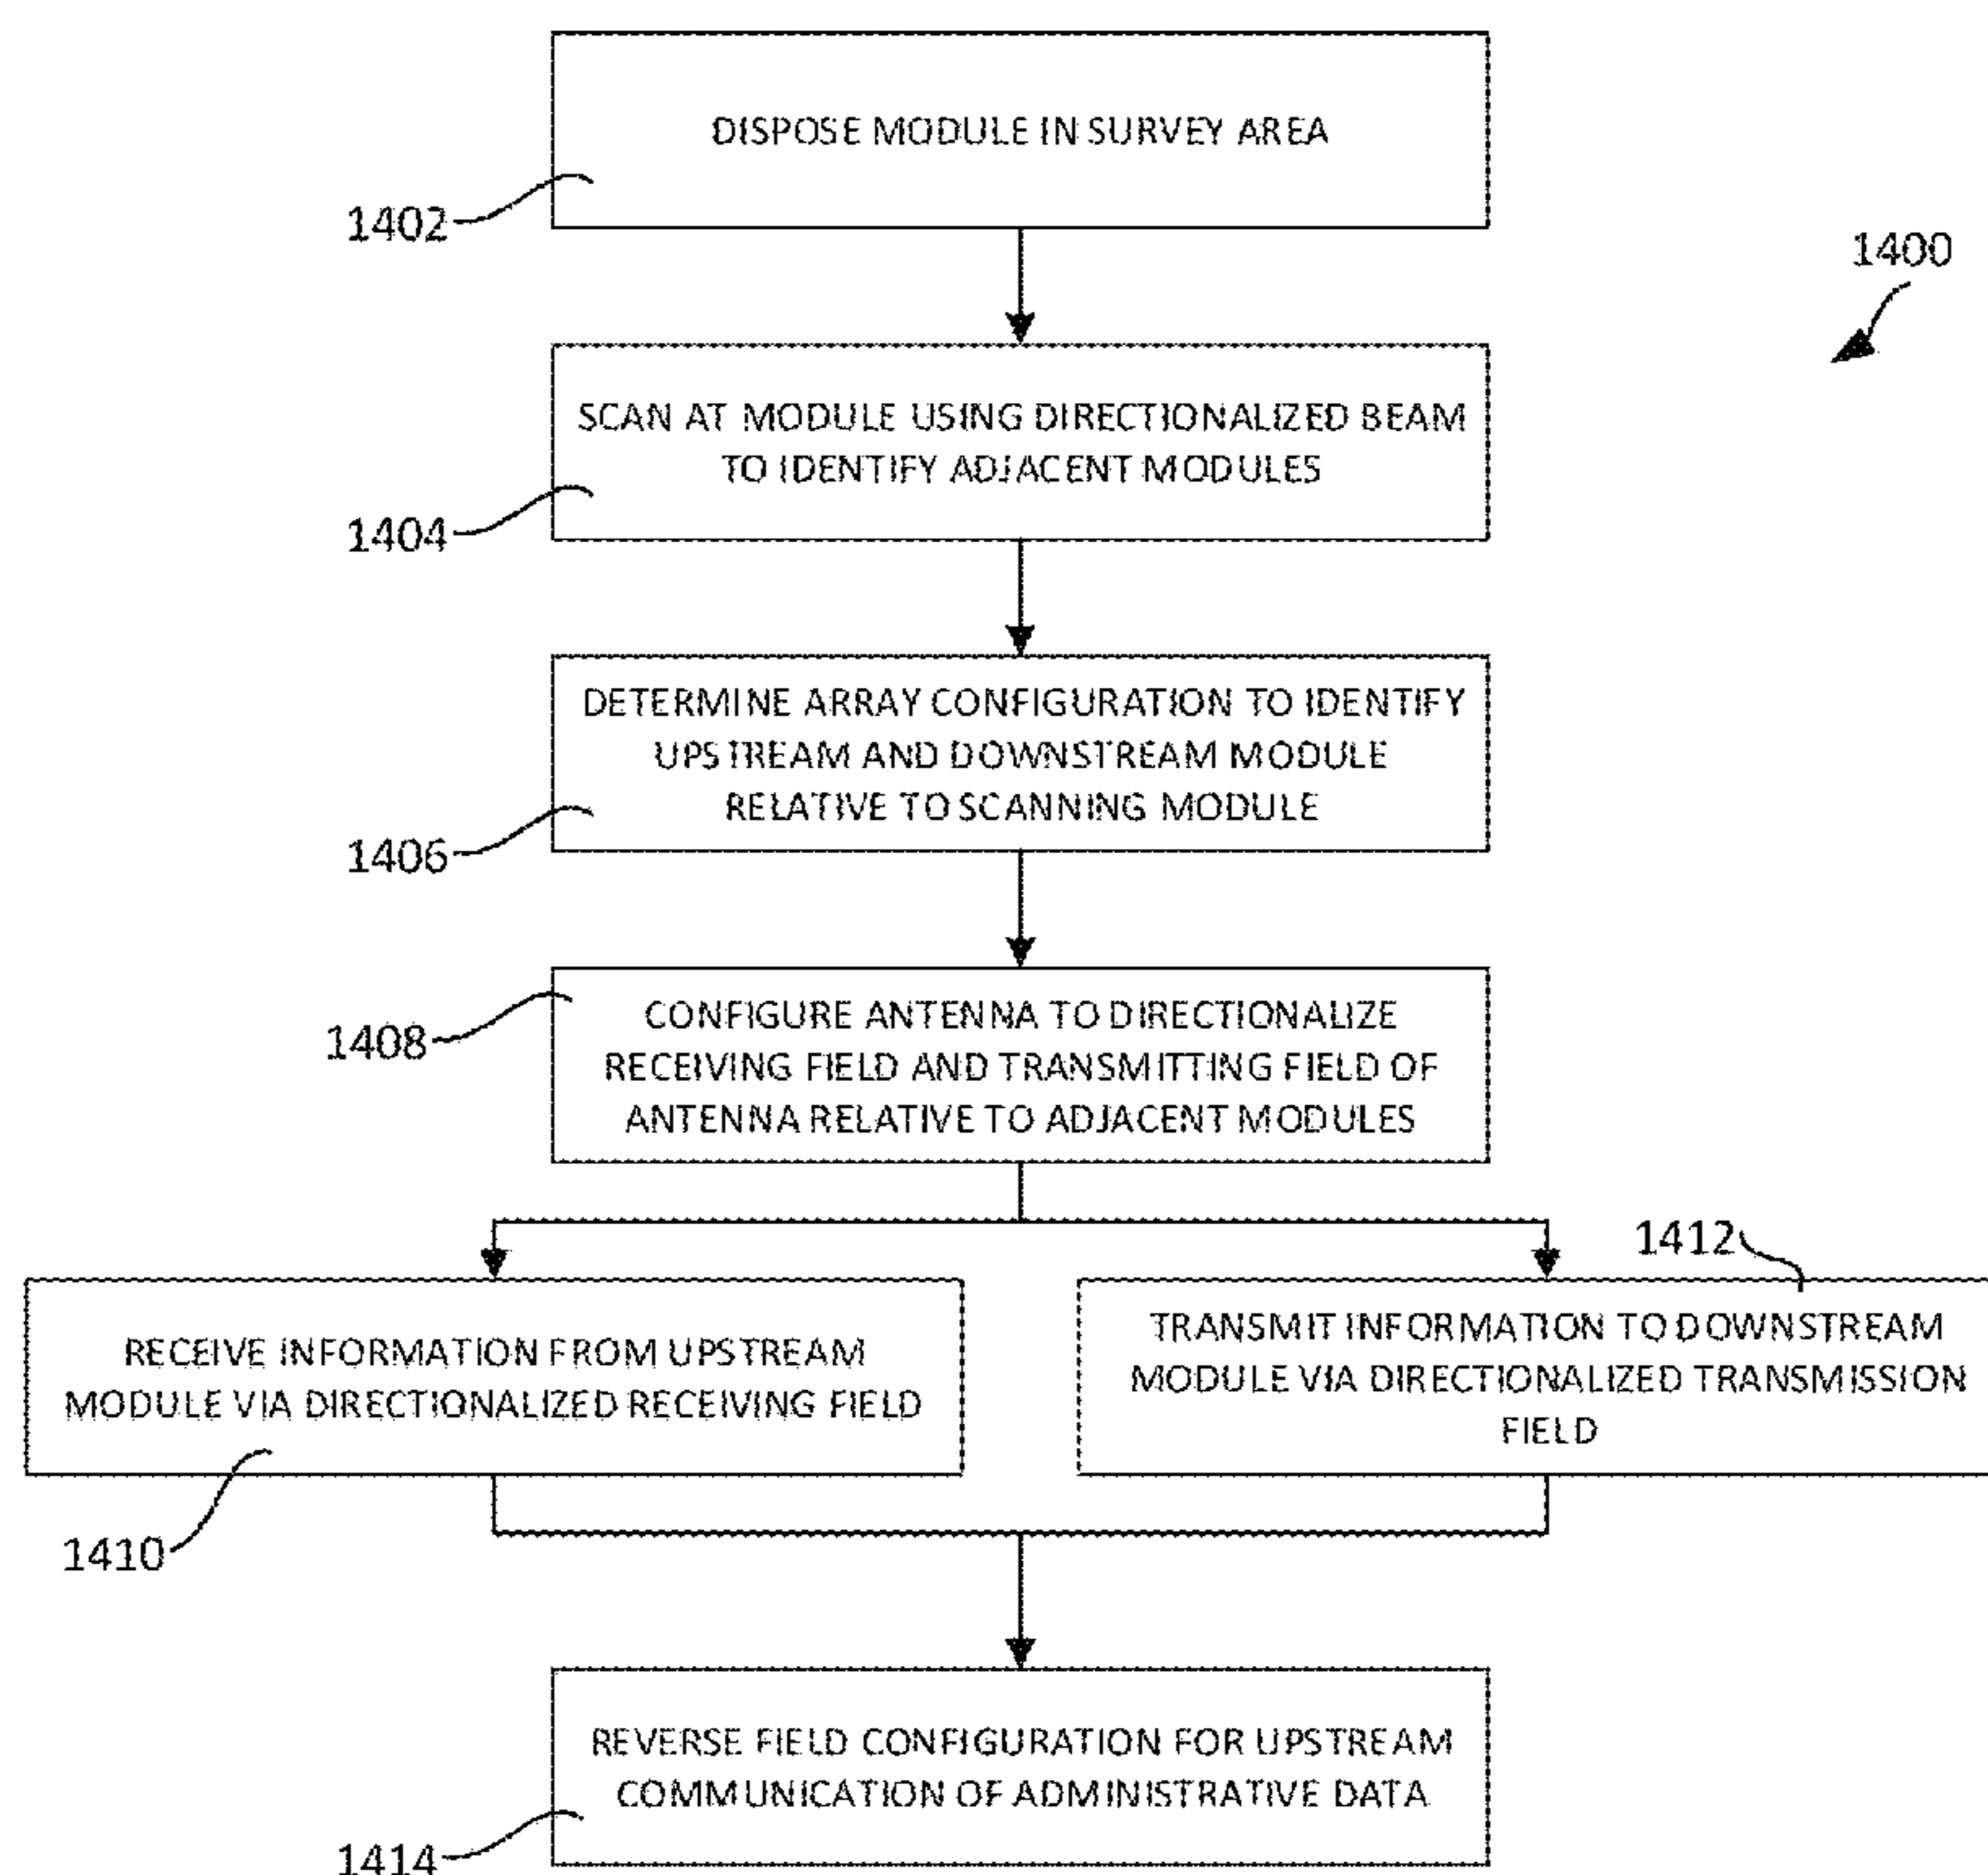 DISPOSE MODULE IN SURVEY AREA
1402
1400
SCAN AT MODULE USING DIRECTIONALIZED BEAM
TO IDENTIFY ADJACENT MODULES
1404
DETERMINE ARRAY CONFIGURATION TO IDENTIFY
UPSTREAM AND DOWNSTREAM MODULE
RELATIVE TO SCANNING MODULE
1406
CONFIGURE ANTENNA TO DIRECTIONALIZE
RECEIVING FIELD AND TRANSMITTING FIELD OF
ANTENNA RELATIVE TO ADJACENT MODULES
1408
RECEIVE INFORMATION FROM UPSTREAM
MODULE VIA DIRECTIONALIZED RECEIVING FIELD
1410
1412
TRANSMIT INFORMATION TO DOWNSTREAM
MODULE VIA DIRECTIONALIZED TRANSMISSION
FIELD
REVERSE FIELD CONFIGURATION FOR UPSTREAM
COMMUNICATION OF ADMINISTRATIVE DATA
1414